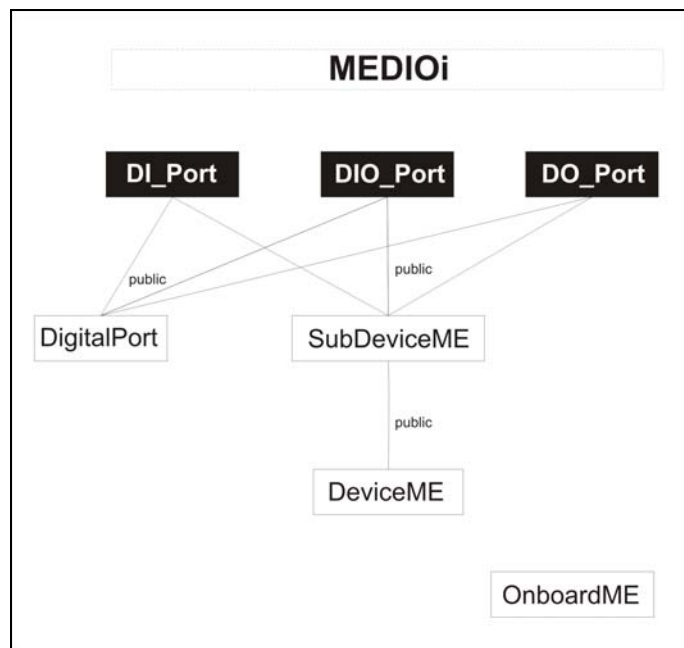 MEDIOi
DI_Port
DIO_Port
DO_Port
public
public
DigitalPort
SubDeviceME
public
DeviceME
OnboardME